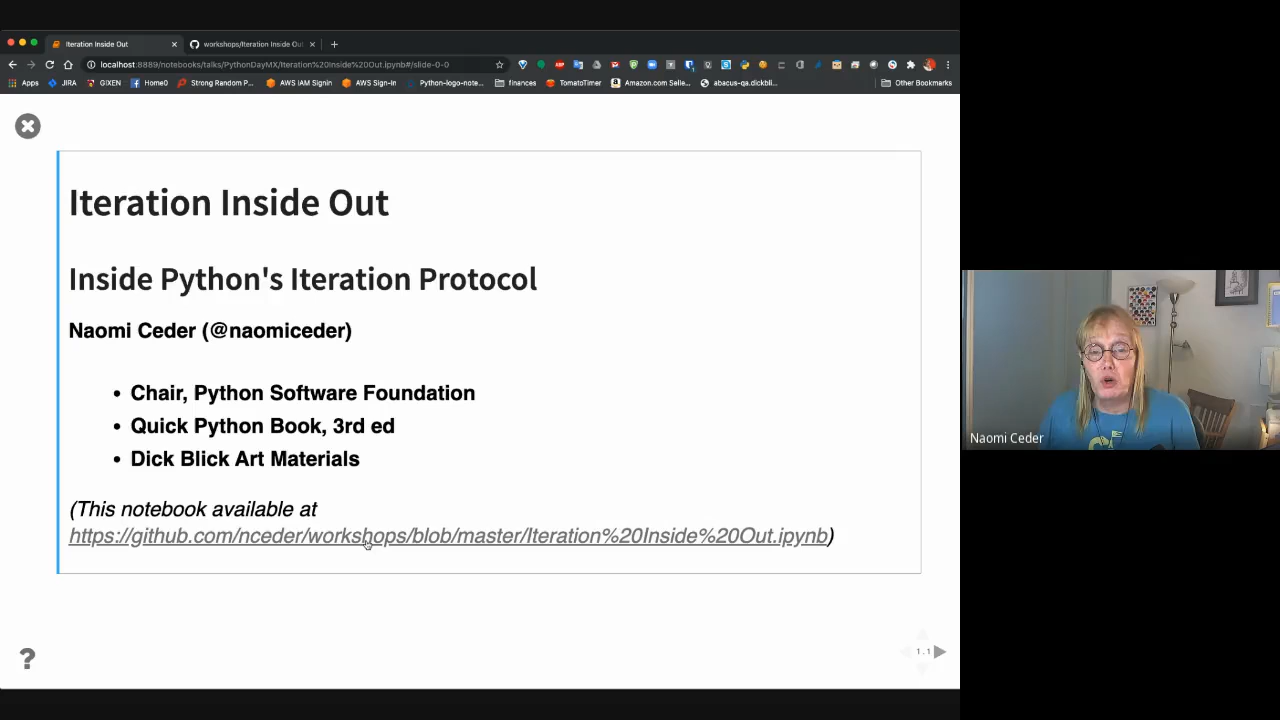 Iteration Inside Out
workshops/Iteration Inside Out
localhost:8889/notebooks/talks/PythonDayMX/Iteration%20Inside%20Out.ipynb#/slide-0-0
Apps JIRA GIXEN Home0 Strong Random P... AWS IAM Signin AWS Sign-In Python-logo-note... finances TomatoTimer Amazon.com Selle... abacus-qa.dickbli... Other Bookmarks
Iteration Inside Out
Inside Python's Iteration Protocol
Naomi Ceder (@naomiceder)
• Chair, Python Software Foundation
• Quick Python Book, 3rd ed
• Dick Blick Art Materials
(This notebook available at
https://github.com/nceder/workshops/blob/master/Iteration%20Inside%20Out.ipynb)
?
1.1
Naomi Ceder